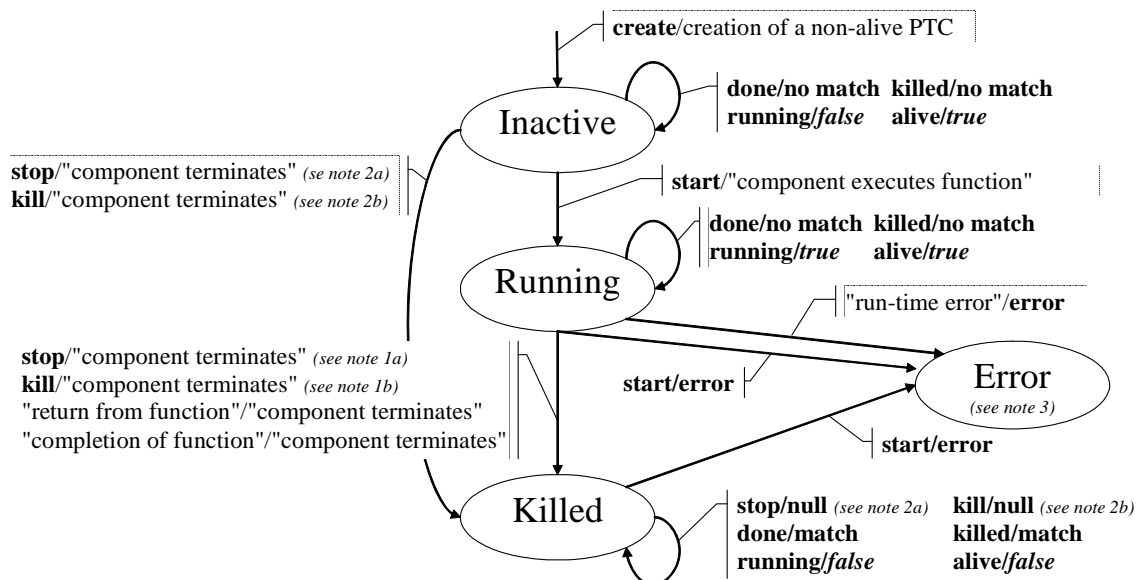 create/creation of a non-alive PTC
done/no match killed/no match
running/false alive/true
Inactive
stop/"component terminates" (se note 2a)
kill/"component terminates" (see note 2b)
start/"component executes function"
done/no match killed/no match
running/true alive/true
Running
"run-time error"/error
stop/"component terminates" (see note 1a)
kill/"component terminates" (see note 1b)
"return from function"/"component terminates"
"completion of function"/"component terminates"
start/error
Error
(see note 3)
start/error
Killed
stop/null (see note 2a) kill/null (see note 2b)
done/match killed/match
running/false alive/false